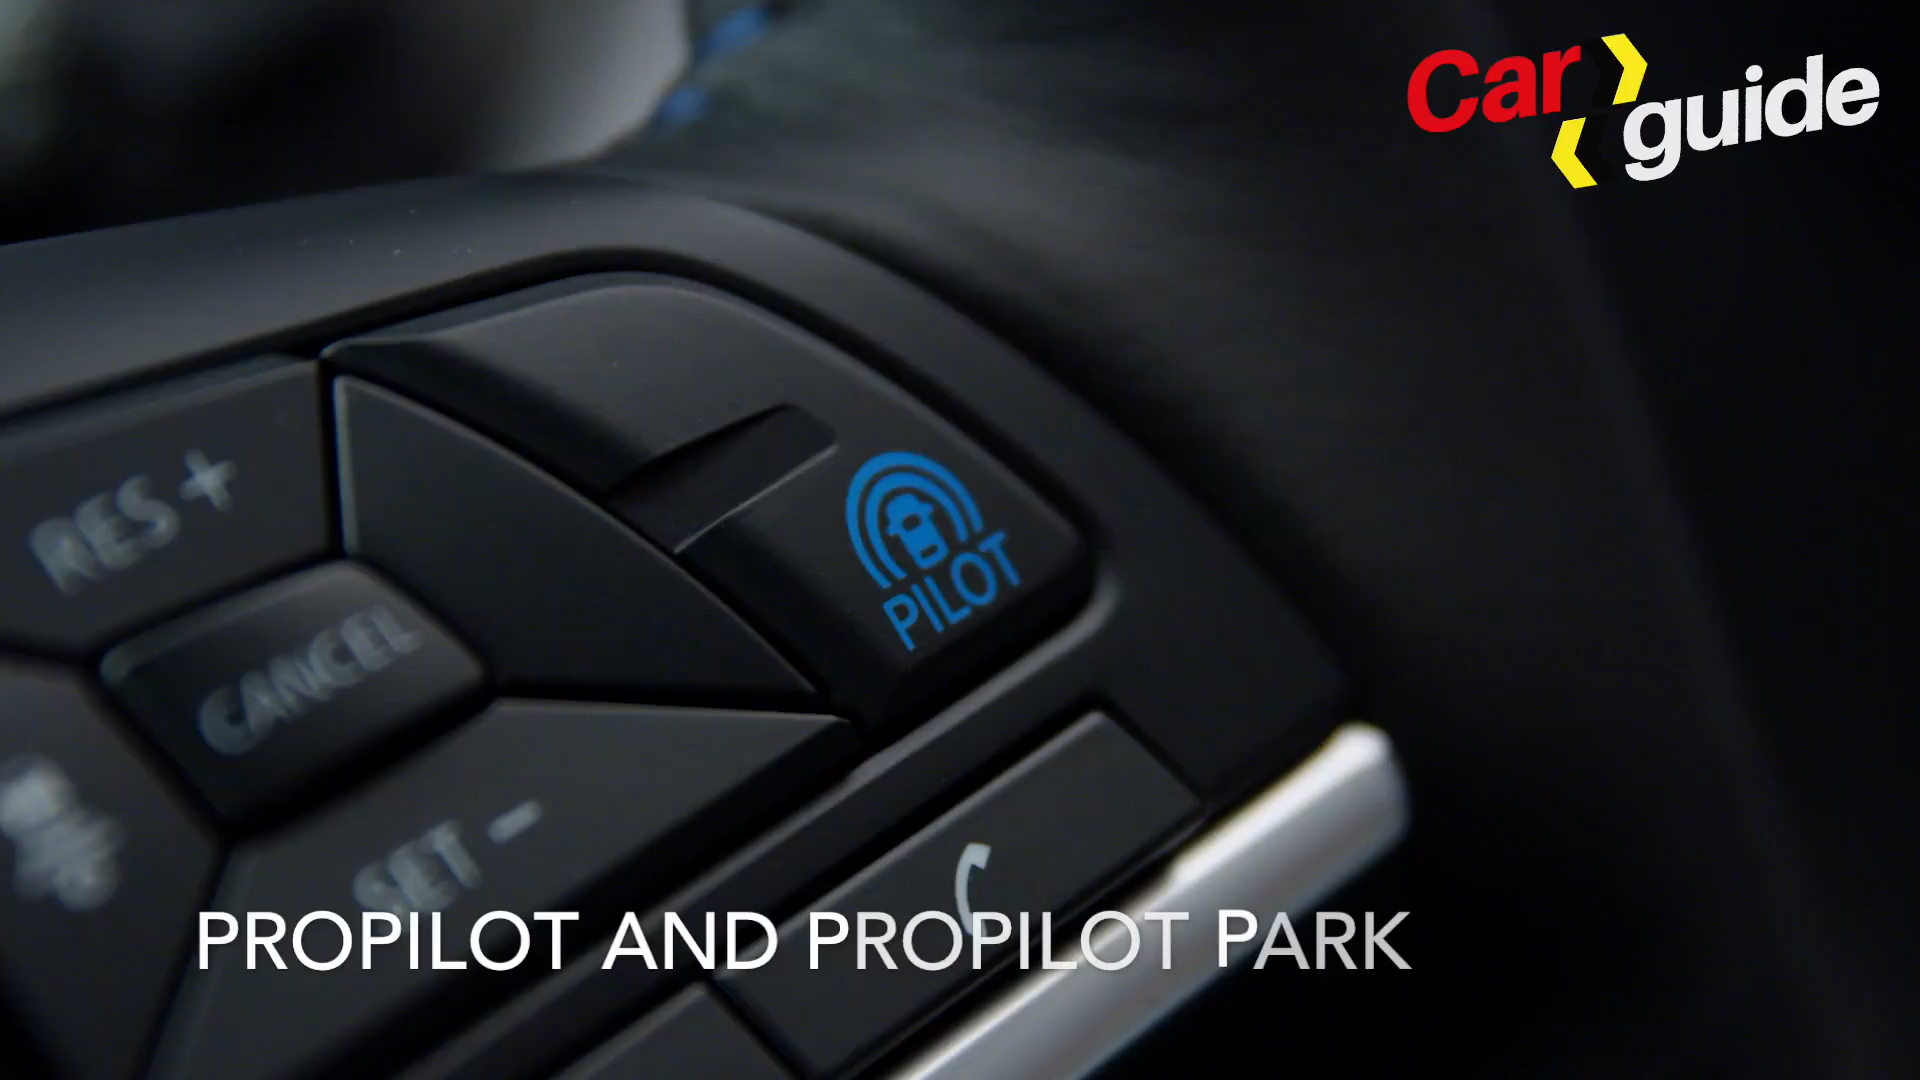 Car
guide
RES +
PILOT
CANCEL
SET -
PROPILOT AND PROPILOT PARK